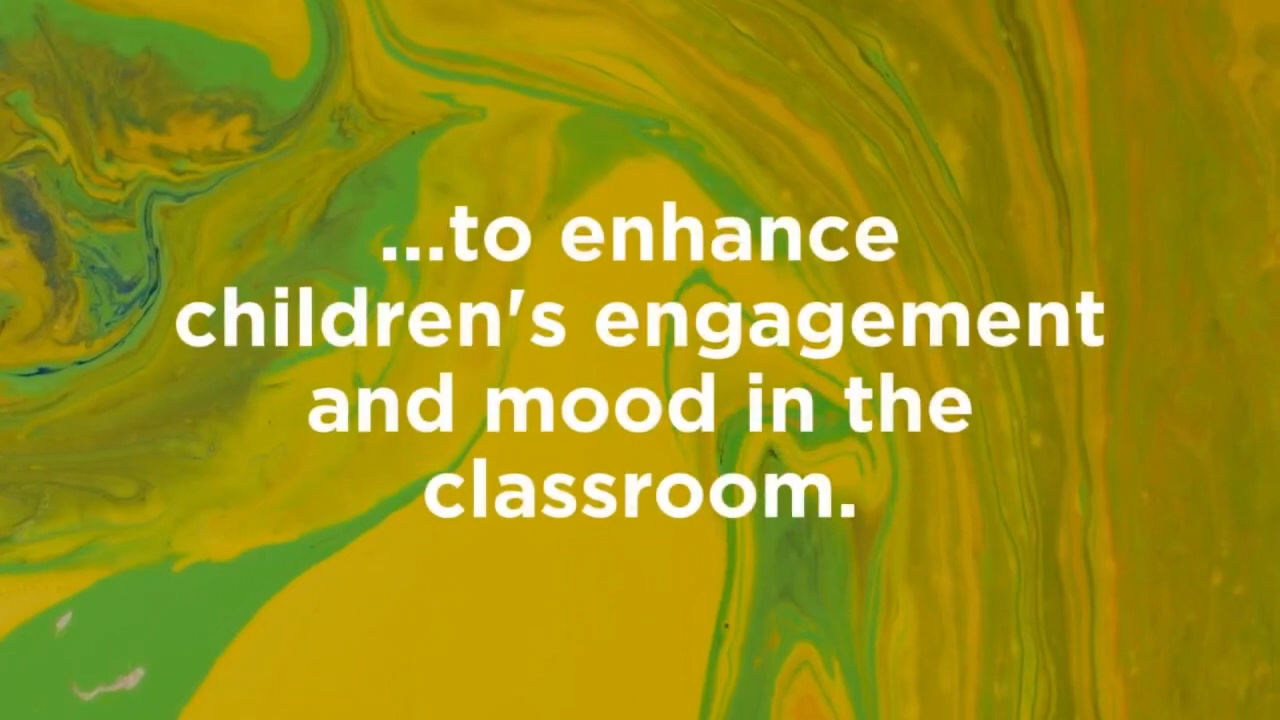 ...to enhance
children's engagement
and mood in the
classroom.